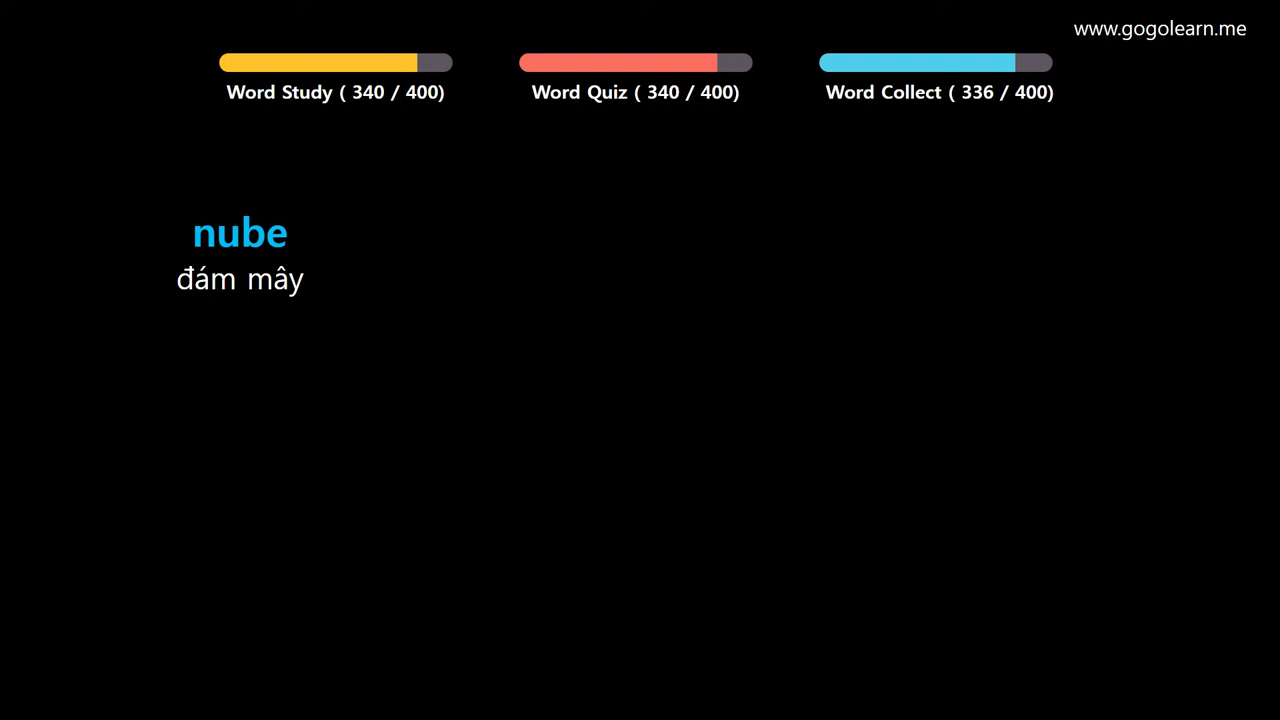 www.gogolearn.me
Word Study ( 340 / 400)
Word Quiz ( 340 / 400)
Word Collect ( 336 / 400)
nube
đám mây